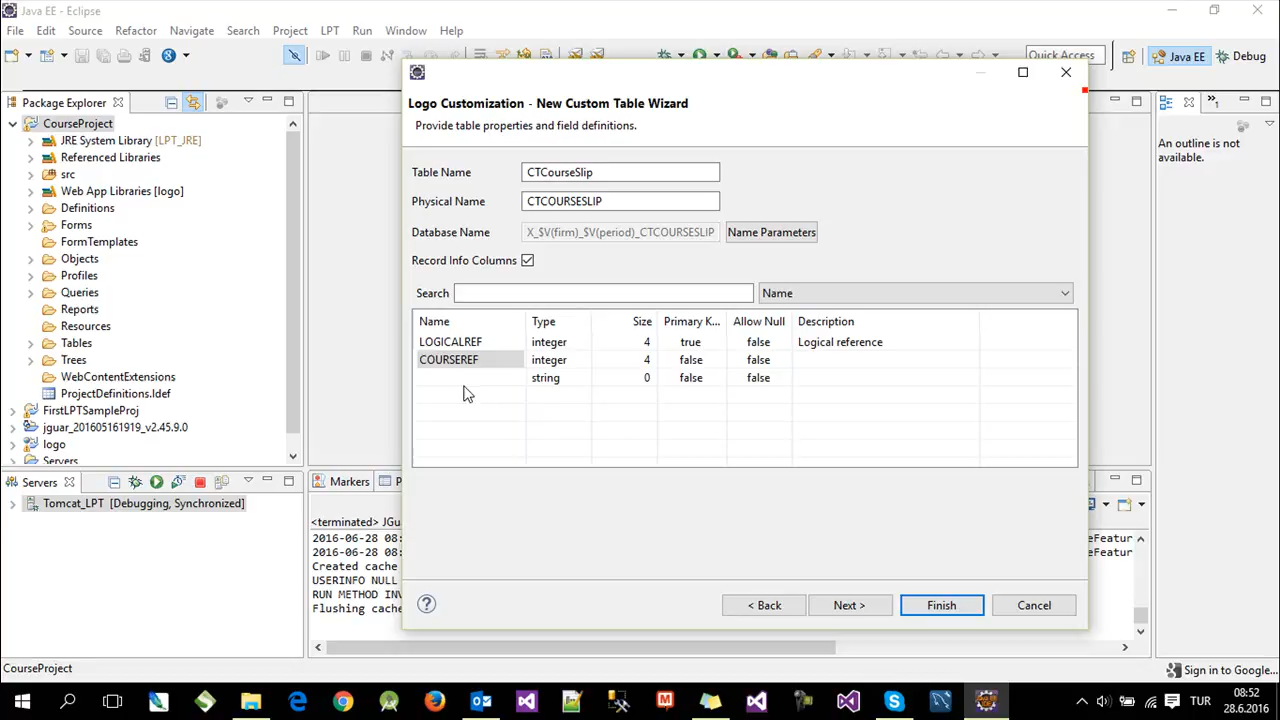 Java EE - Eclipse
File Edit Source Refactor Navigate Search Project LPT Run Window Help
Quick Access
Java EE
Debug
Package Explorer
CourseProject
JRE System Library [LPT_JRE]
Referenced Libraries
src
Web App Libraries [logo]
Definitions
Forms
FormTemplates
Objects
Profiles
Queries
Reports
Resources
Tables
Trees
WebContentExtensions
ProjectDefinitions.ldef
FirstLPTSampleProj
jguar_201605161919_v2.45.9.0
logo
Servers
Servers
Tomcat_LPT [Debugging, Synchronized]
Logo Customization - New Custom Table Wizard
Provide table properties and field definitions.
Table Name CTCourseSlip
Physical Name CTCOURSESLIP
Database Name X_$V(firm)_$V(period)_CTCOURSESLIP Name Parameters
Record Info Columns
Search Name
Name Type Size Primary K... Allow Null Description
LOGICALREF integer 4 true false Logical reference
COURSEREF integer 4 false false
string 0 false false
< Back Next > Finish Cancel
Markers P
<terminated> JGua
2016-06-28 08: eFeatur
2016-06-28 08: eFeatur
Created cache
USERINFO NULL
RUN METHOD INV
Flushing cache
An outline is not
available.
CourseProject
Sign in to Google...
TUR
08:52
28.6.2016